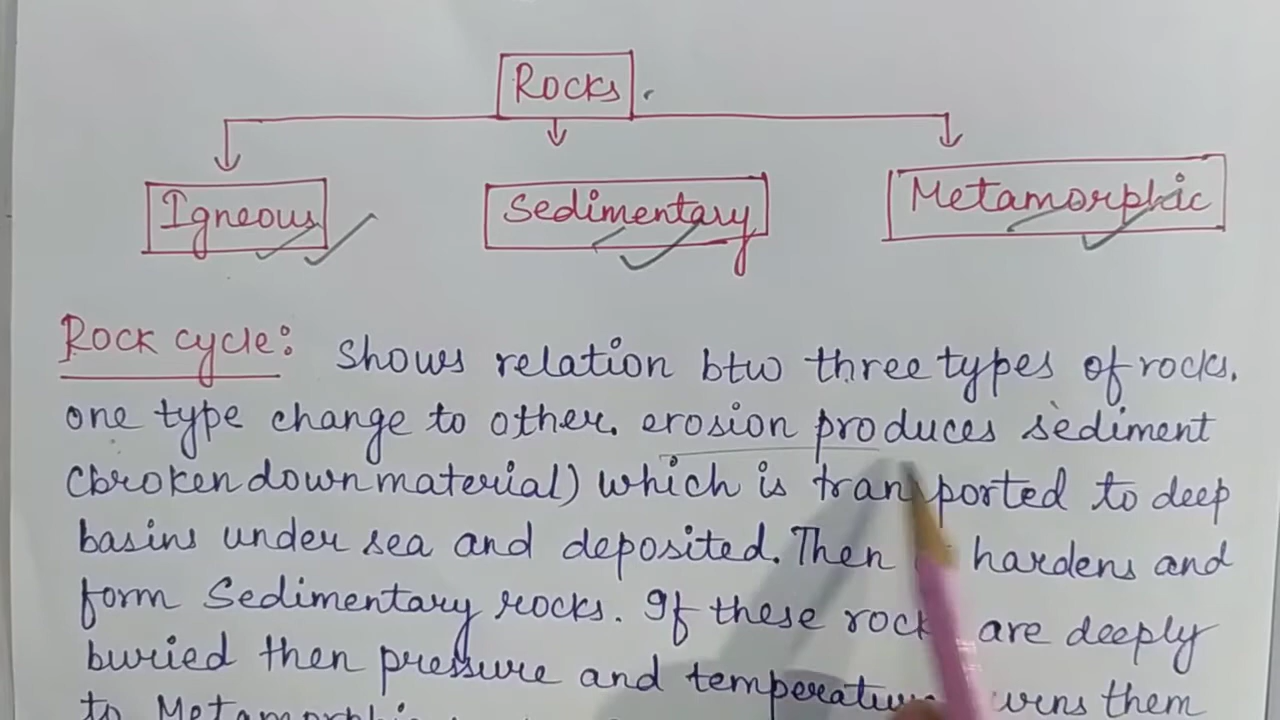 Rocks.
Igneous Sedimentary Metamorphic
Rock cycle: Shows relation btw three types of rocks.
one type change to other. erosion produces sediment
(broken down material) which is transported to deep
basins under sea and deposited. Then hardens and
form Sedimentary rocks. If these rock are deeply
buried then pressure and them
to Metamorphic